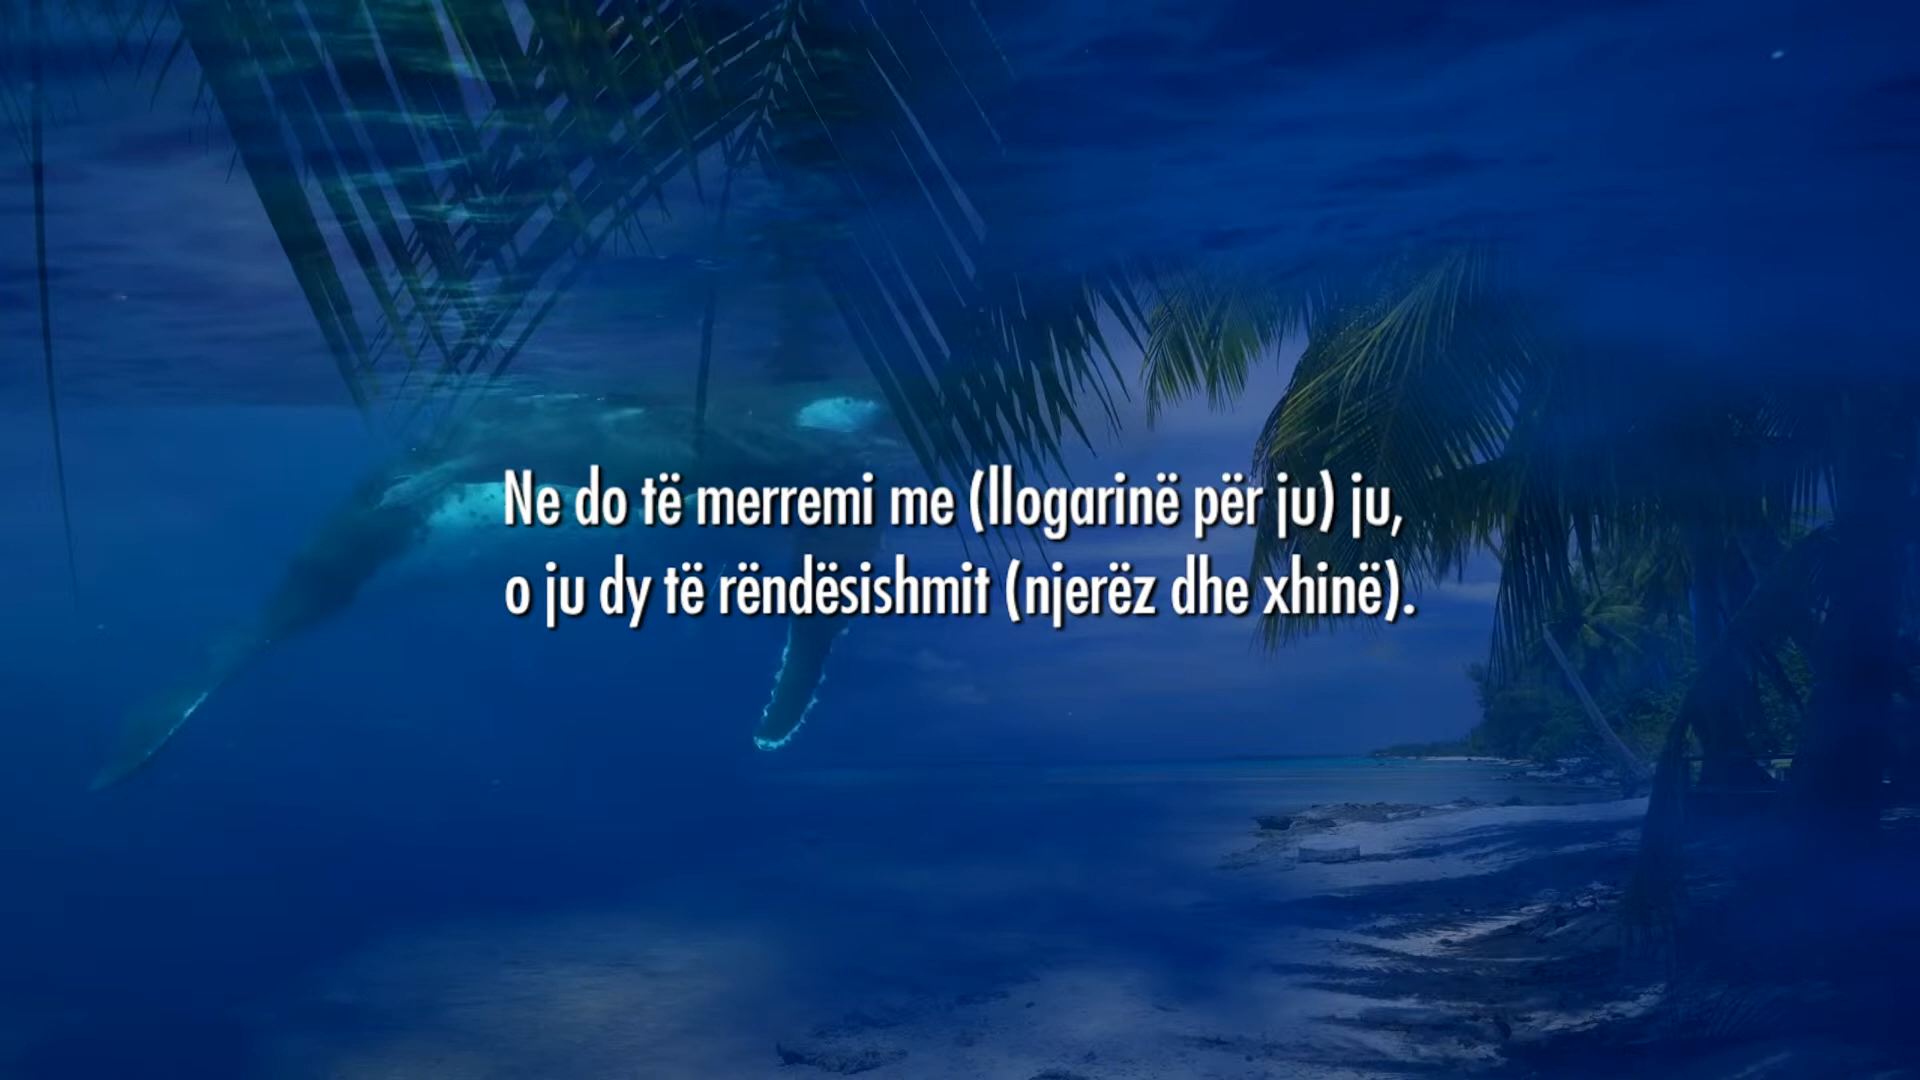 Ne do të merremi me (llogarinë për ju) ju,
o ju dy të rëndësishmit (njerëz dhe xhinë).